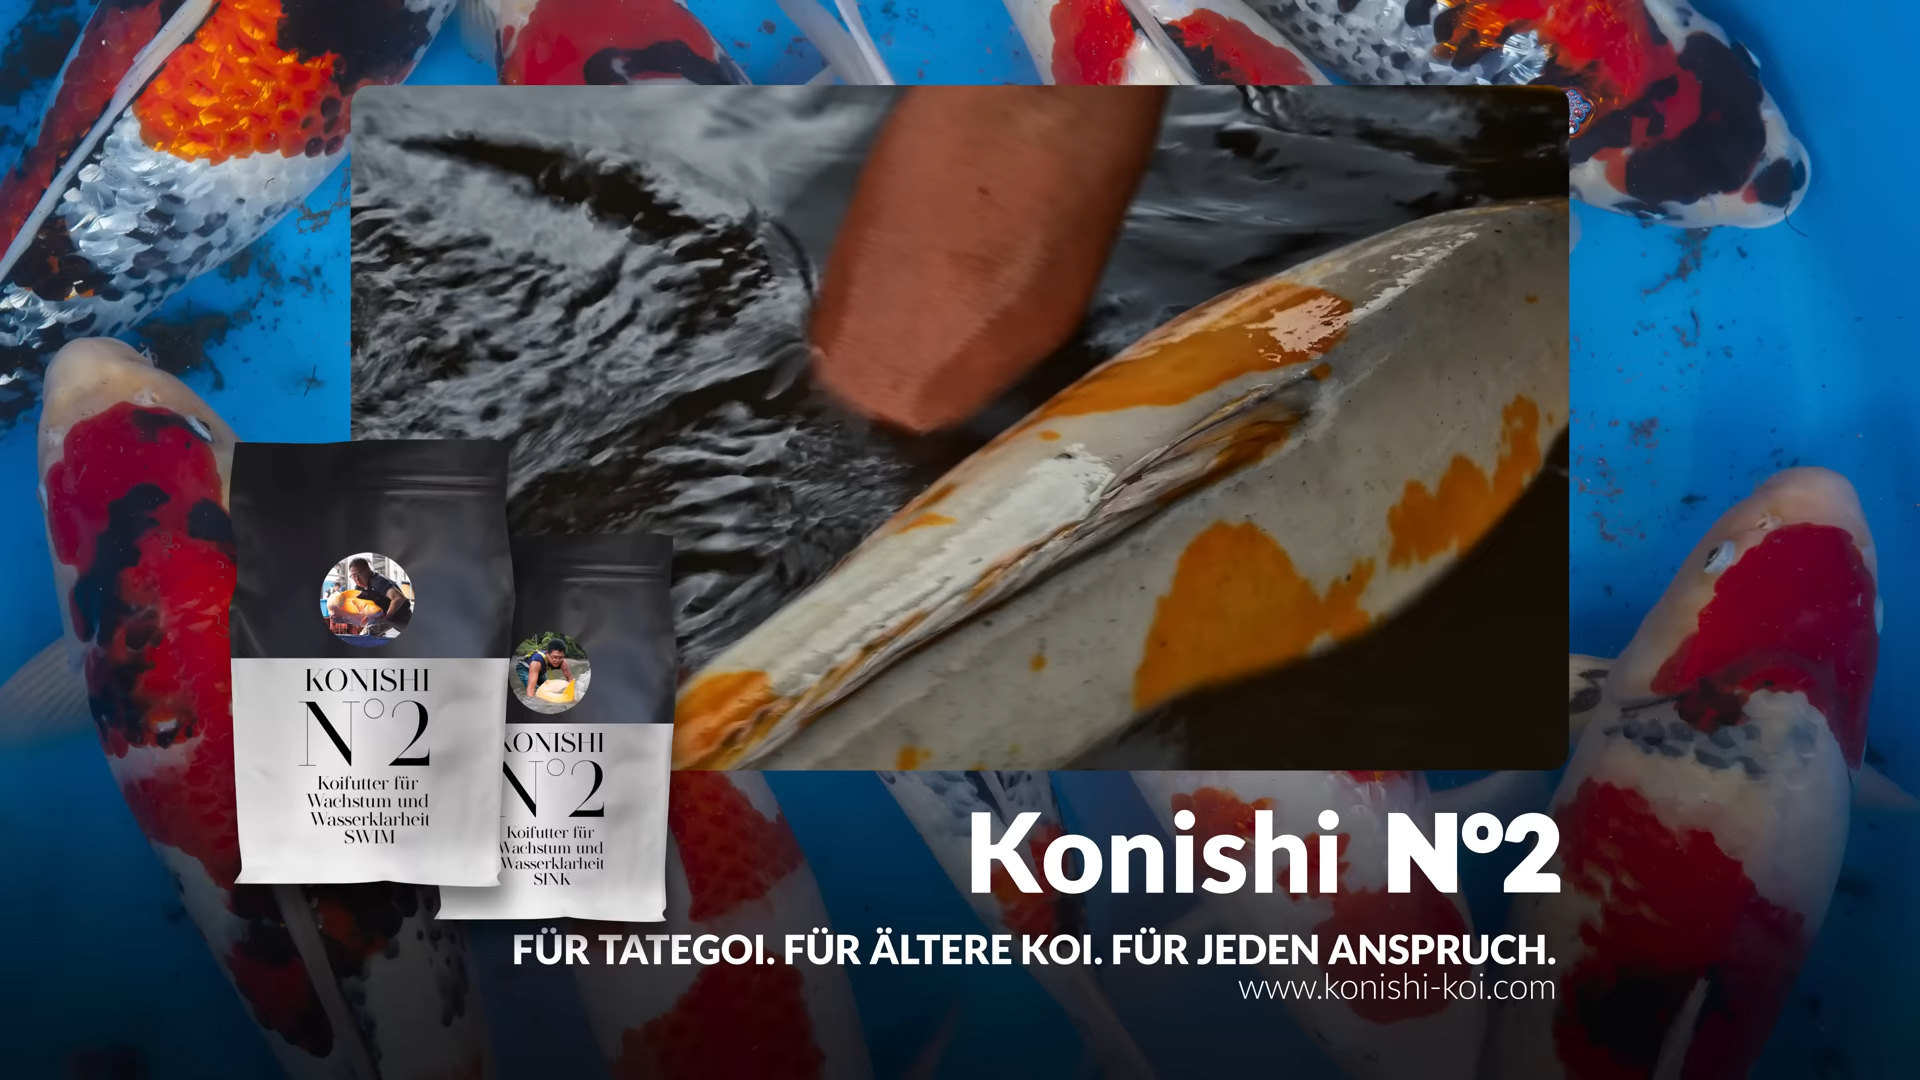 KONISHI
N°2
Koifutter für
Wachstum und
Wasserklarheit
SWIM
KONISHI
N°2
Koifutter für
Wachstum und
Wasserklarheit
SINK
Konishi Nº2
FÜR TATEGOI. FÜR ÄLTERE KOI. FÜR JEDEN ANSPRUCH.
www.konishi-koi.com